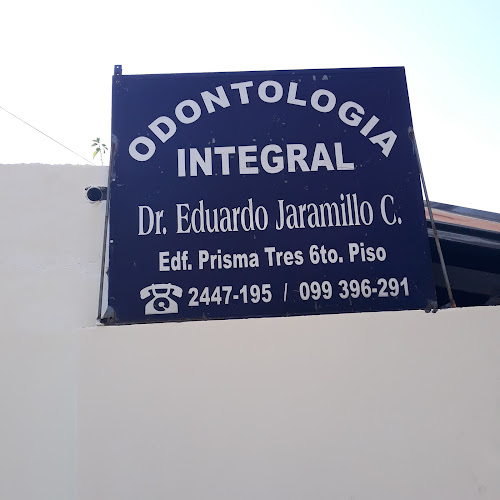 ODONTOLOGIA
INTEGRAL
Dr. Eduardo Jaramillo C.
Edf. Prisma Tres 6to. Piso
2447-195 / 099 396-291